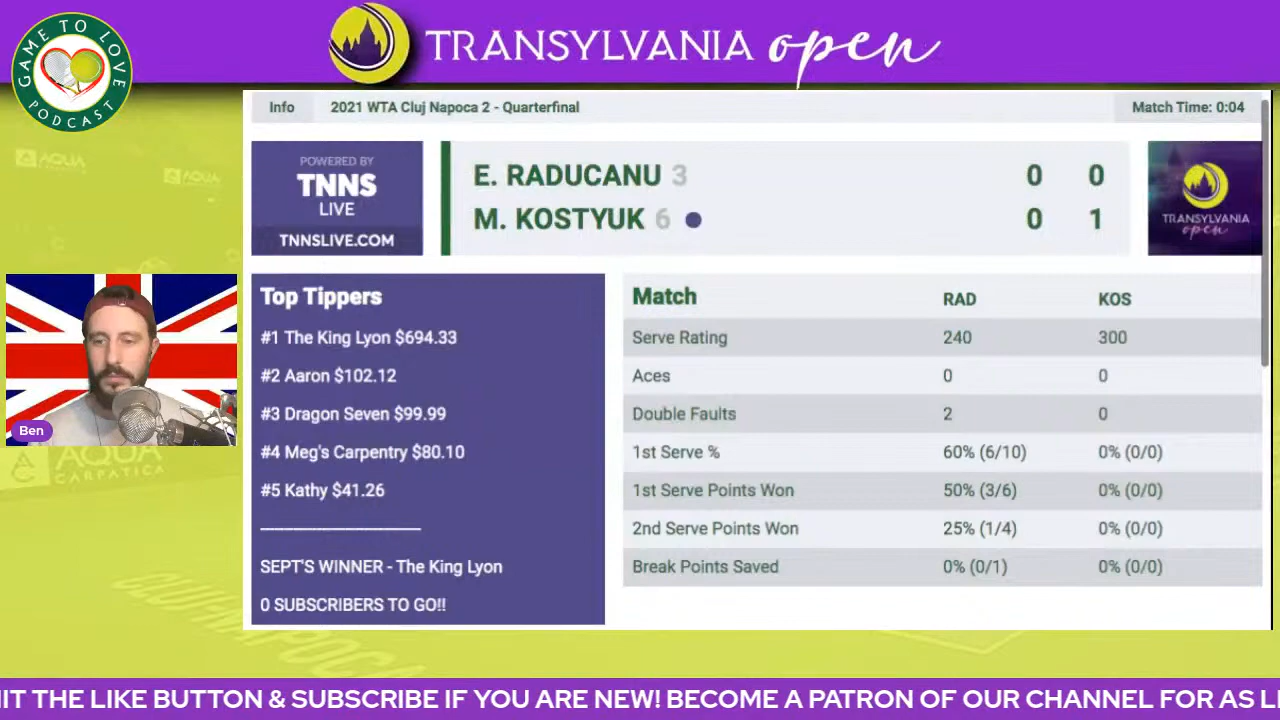 GAME TO LOVE
PODCAST
TRANSYLVANIA open
Info 2021 WTA Cluj Napoca 2 - Quarterfinal Match Time: 0:04
POWERED BY
TNNS
LIVE
TNNSLIVE.COM
E. RADUCANU 3 0 0
M. KOSTYUK 6 0 1
TRANSYLVANIA
open
Top Tippers
#1 The King Lyon $694.33
#2 Aaron $102.12
#3 Dragon Seven $99.99
#4 Meg's Carpentry $80.10
#5 Kathy $41.26
SEPT'S WINNER - The King Lyon
0 SUBSCRIBERS TO GO!!
Match RAD KOS
Serve Rating 240 300
Aces 0 0
Double Faults 2 0
1st Serve % 60% (6/10) 0% (0/0)
1st Serve Points Won 50% (3/6) 0% (0/0)
2nd Serve Points Won 25% (1/4) 0% (0/0)
Break Points Saved 0% (0/1) 0% (0/0)
Ben
AQUA
AQUA
AQUA
CARPATICA
CLUJ-NAPOCA
HIT THE LIKE BUTTON & SUBSCRIBE IF YOU ARE NEW! BECOME A PATRON OF OUR CHANNEL FOR AS